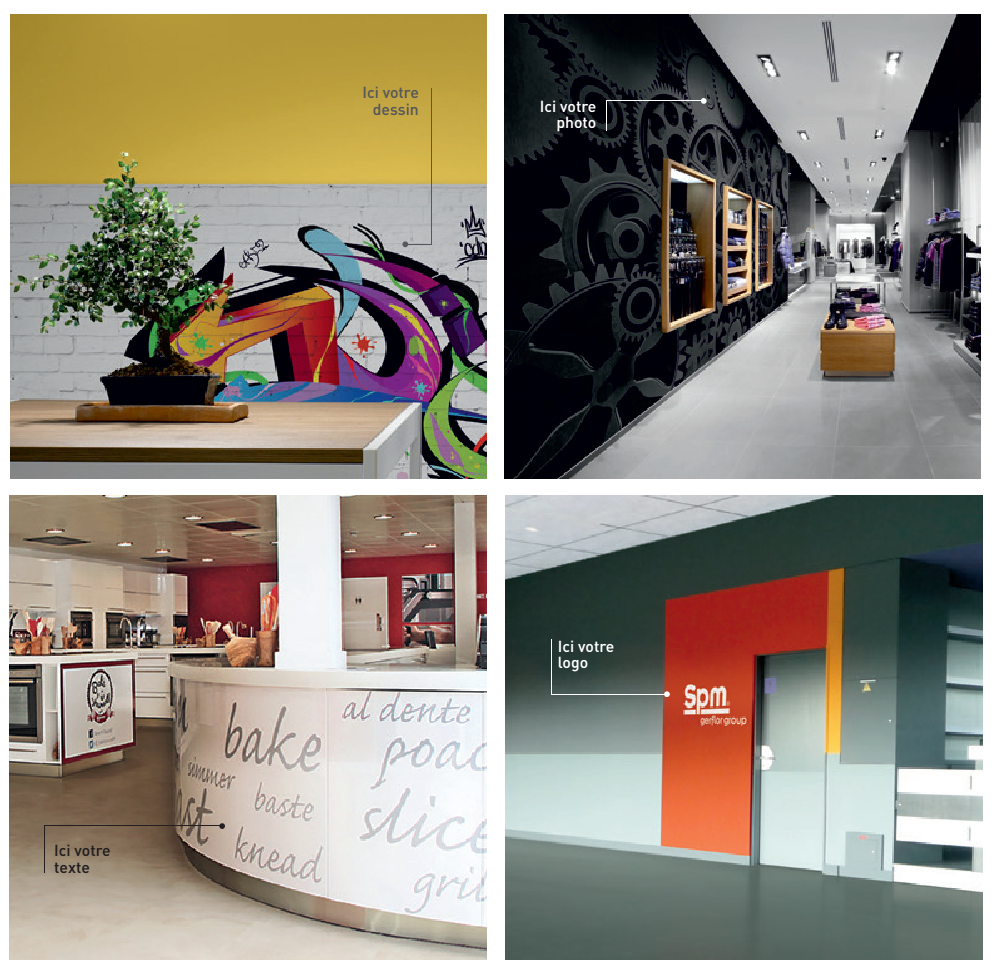 Ici votre
dessin
Ici votre
photo
al dente
bake
poac
simmer
baste
slice
knead
gril
Ici votre
texte
Ici votre
logo
Spm
gerflor group